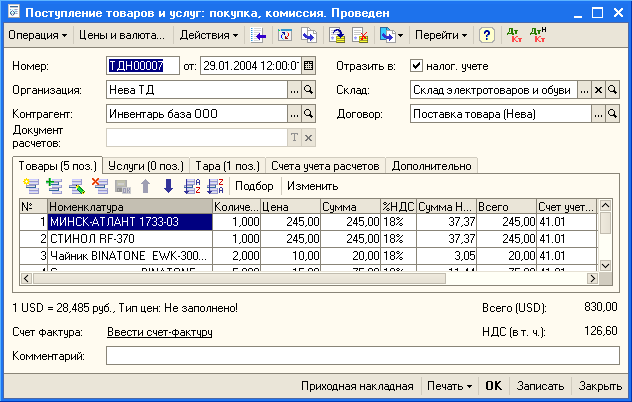 Поступление товаров и услуг: покупка, комиссия. Проведен
Операция Цены и валюта... Действия Перейти ? Дт Кт Дт Н Кт
Номер: ТДН00007 от: 29.01.2004 12:00:0 Отразить в: налог. учете
Организация: Нева ТД ... Склад: Склад электротоваров и обуви ... ×
Контрагент: Инвентарь база ООО ... Договор: Поставка товара (Нева) ...
Документ
расчетов: T ×
Товары (5 поз.) Услуги (0 поз.) Тара (1 поз.) Счета учета расчетов Дополнительно
Подбор Изменить
№ Номенклатура Количе... Цена Сумма %НДС Сумма Н... Всего Счет учет...
1 МИНСК-АТЛАНТ 1733-03 1,000 245,00 245,00 18% 37,37 245,00 41.01
2 СТИНОЛ RF-370 1,000 245,00 245,00 18% 37,37 245,00 41.01
3 Чайник BINATONE EWK-300... 2,000 10,00 20,00 18% 3,05 20,00 41.01
4 BINATONE 5,000 15,00 75,00 18% 11,44 75,00 41.01
1 USD = 28,485 руб., Тип цен: Не заполнено! Всего (USD): 830,00
Счет фактура: Ввести счет-фактуру НДС (в т. ч.): 126,60
Комментарий:
Приходная накладная Печать OK Записать Закрыть